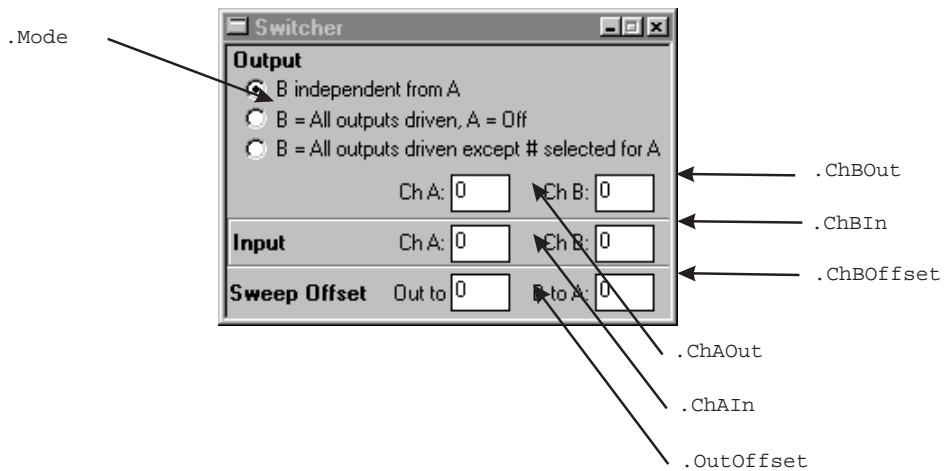 .Mode
Switcher
Output
B independent from A
B = All outputs driven, A = Off
B = All outputs driven except # selected for A
Ch A: 0 Ch B: 0
.ChBOut
Input Ch A: 0 Ch B: 0
.ChBIn
Sweep Offset Out to 0 B to A: 0
.ChBOffset
.ChAOut
.ChAIn
.OutOffset